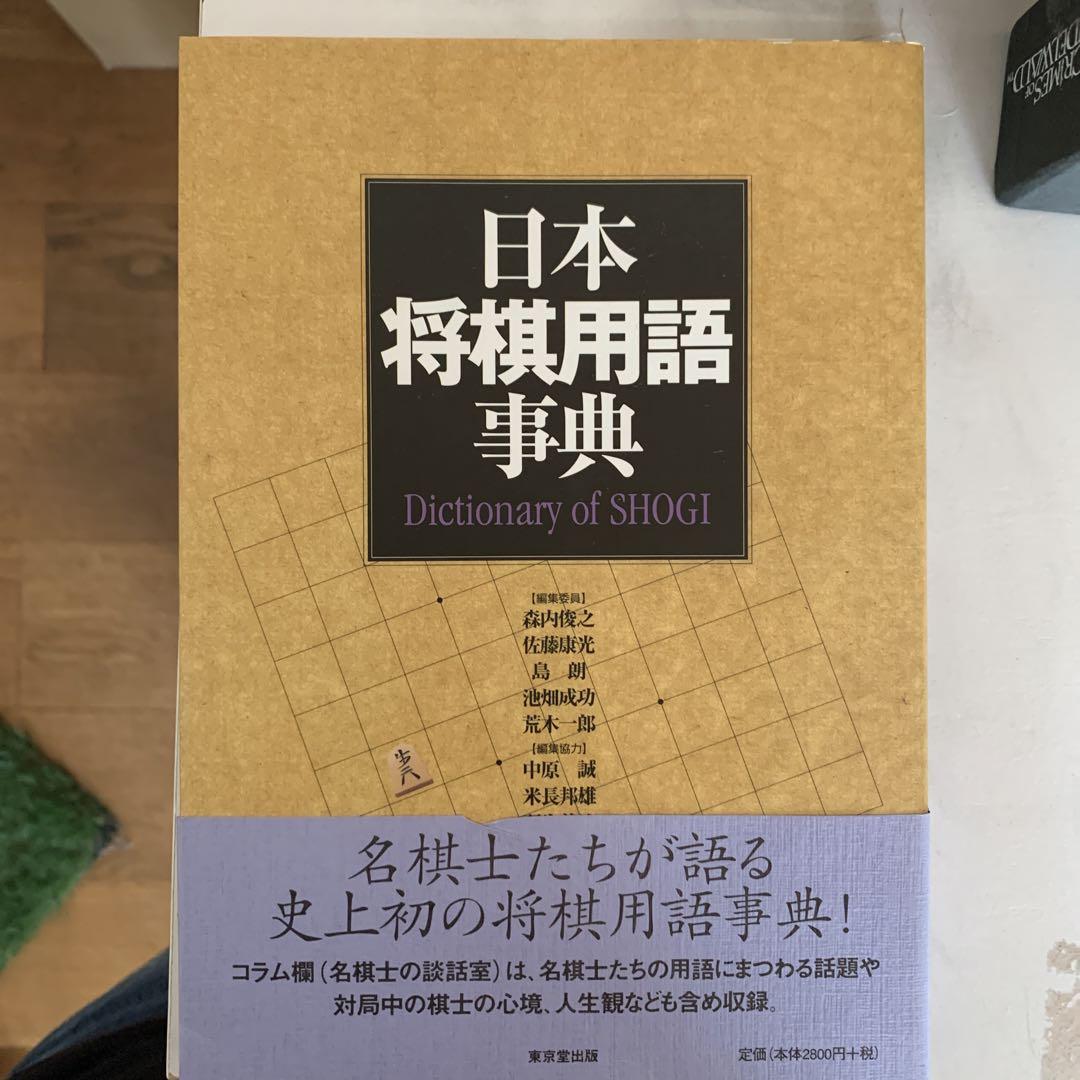 日本
将棋用語
事典
Dictionary of SHOGI
【編集委員】
森内俊之
佐藤康光
島 朗
池畑成功
荒木一郎
【編集協力】
中原 誠
米長邦雄
歩兵
名棋士たちが語る
史上初の将棋用語事典!
コラム欄(名棋士の談話室)は、名棋士たちの用語にまつわる話題や
対局中の棋士の心境、人生観なども含め収録。
東京堂出版
定価(本体2800円+税)
CRIMES OF